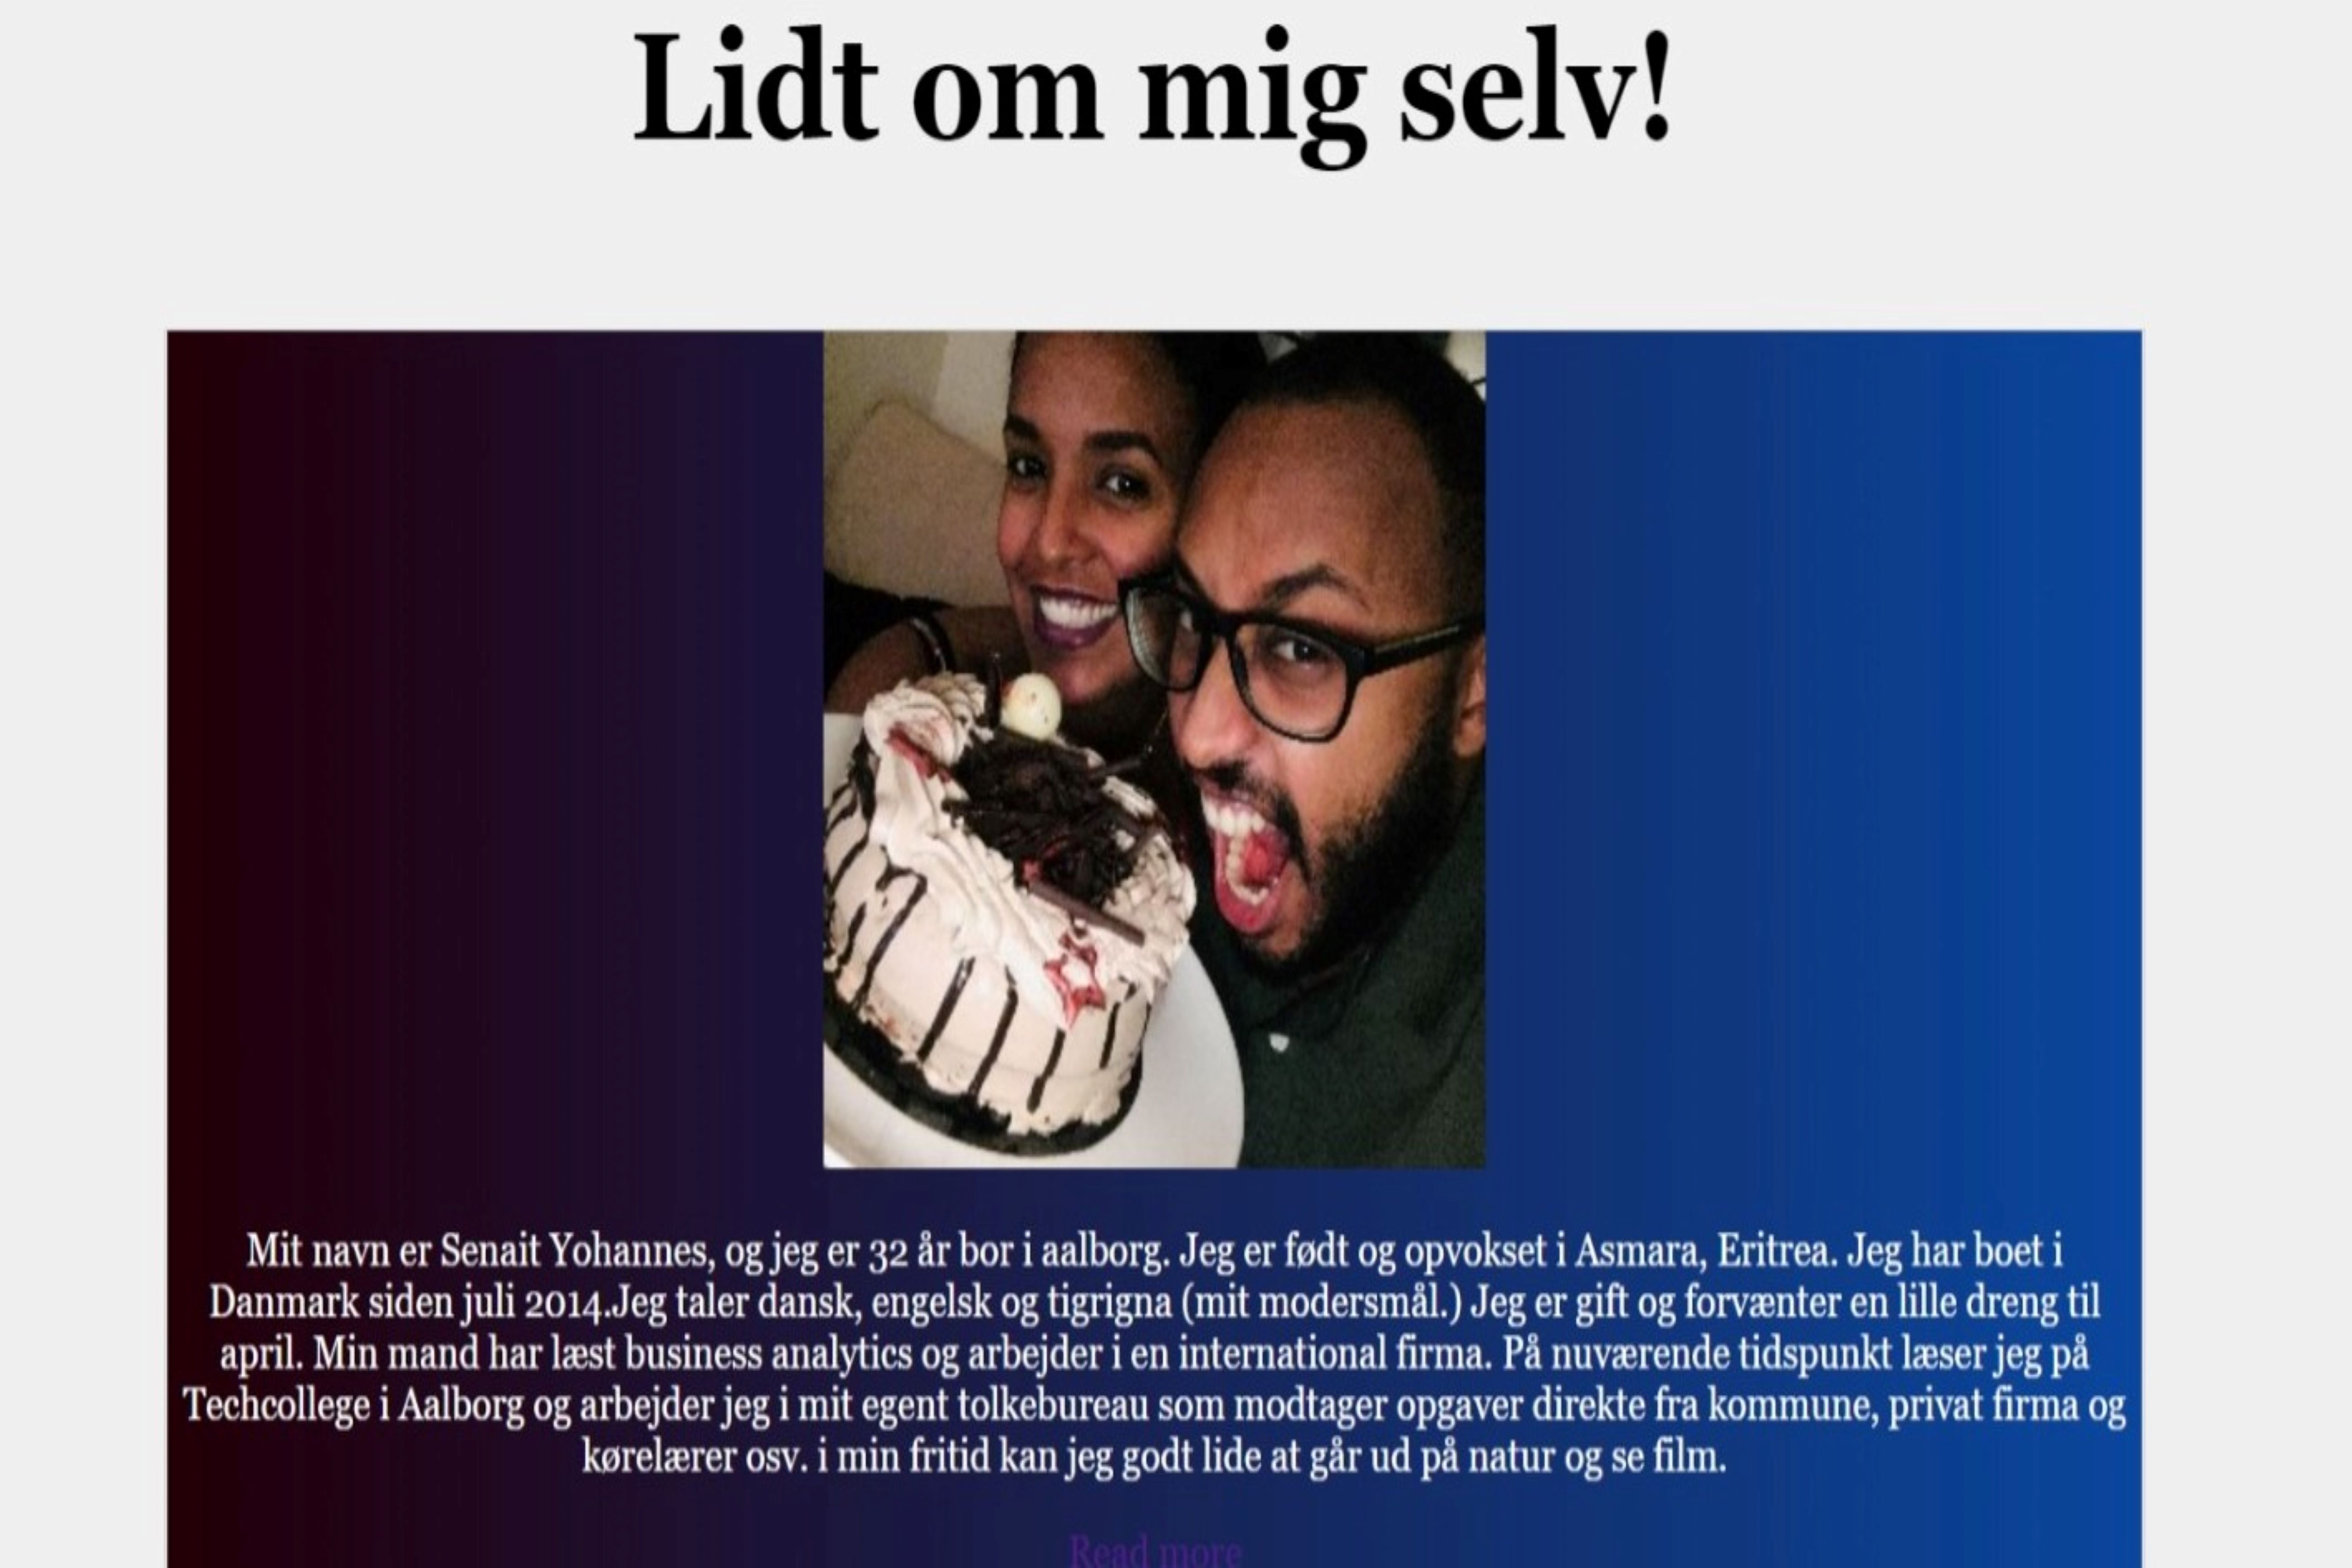 Lidt om mig selv!
Mit navn er Senait Yohannes, og jeg er 32 år bor i aalborg. Jeg er født og opvokset i Asmara, Eritrea. Jeg har boet i
Danmark siden juli 2014.Jeg taler dansk, engelsk og tigrigna (mit modersmål.) Jeg er gift og forvænter en lille dreng til
april. Min mand har læst business analytics og arbejder i en international firma. På nuværende tidspunkt læser jeg på
Techcollege i Aalborg og arbejder jeg i mit egent tolkebureau som modtager opgaver direkte fra kommune, privat firma og
kørelærer osv. i min fritid kan jeg godt lide at går ud på natur og se film.
Read more